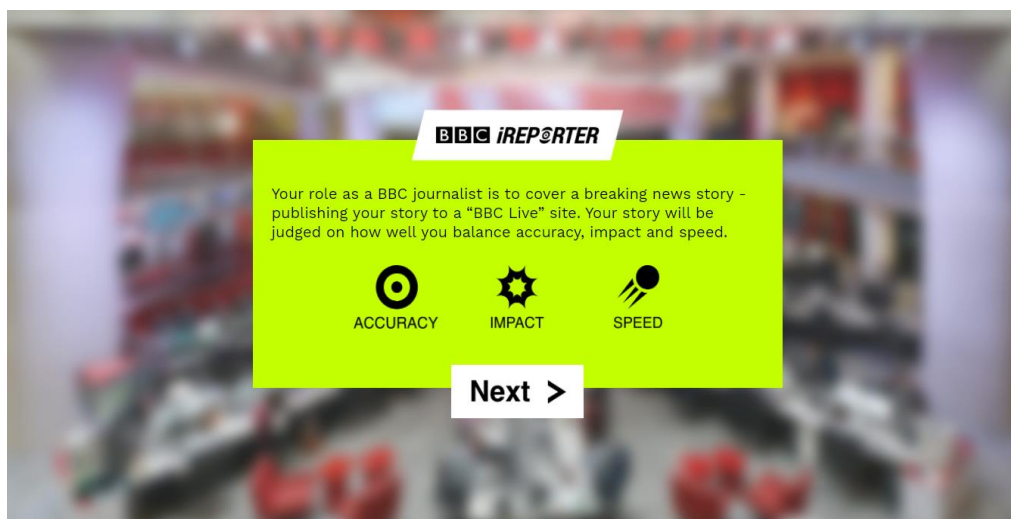 BBC iREPORTER
Your role as a BBC journalist is to cover a breaking news story -
publishing your story to a “BBC Live” site. Your story will be
judged on how well you balance accuracy, impact and speed.
ACCURACY IMPACT SPEED
Next >